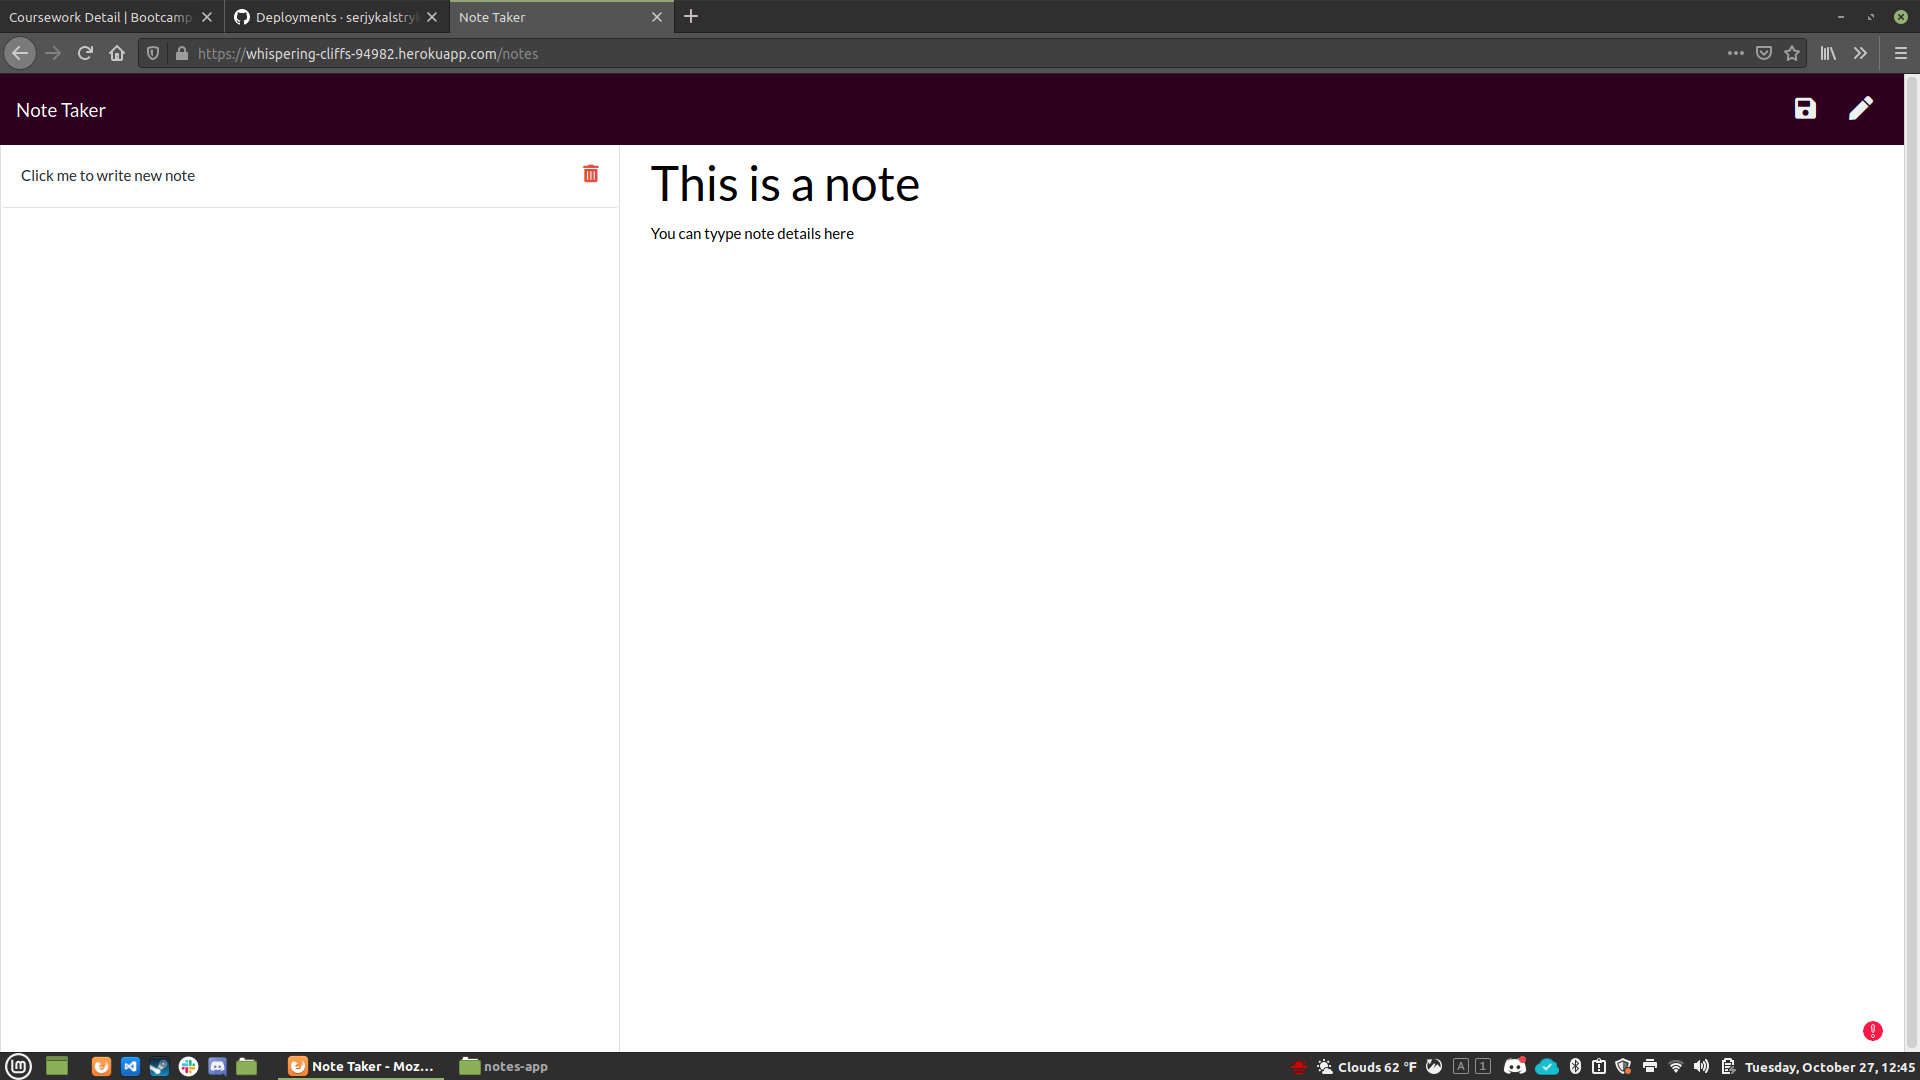 Coursework Detail | Bootcamp
Deployments · serjykalstryk
Note Taker
https://whispering-cliffs-94982.herokuapp.com/notes
Note Taker
Click me to write new note
This is a note
You can tyype note details here
Note Taker - Moz...
notes-app
Clouds 62 °F
A
1
Tuesday, October 27, 12:45